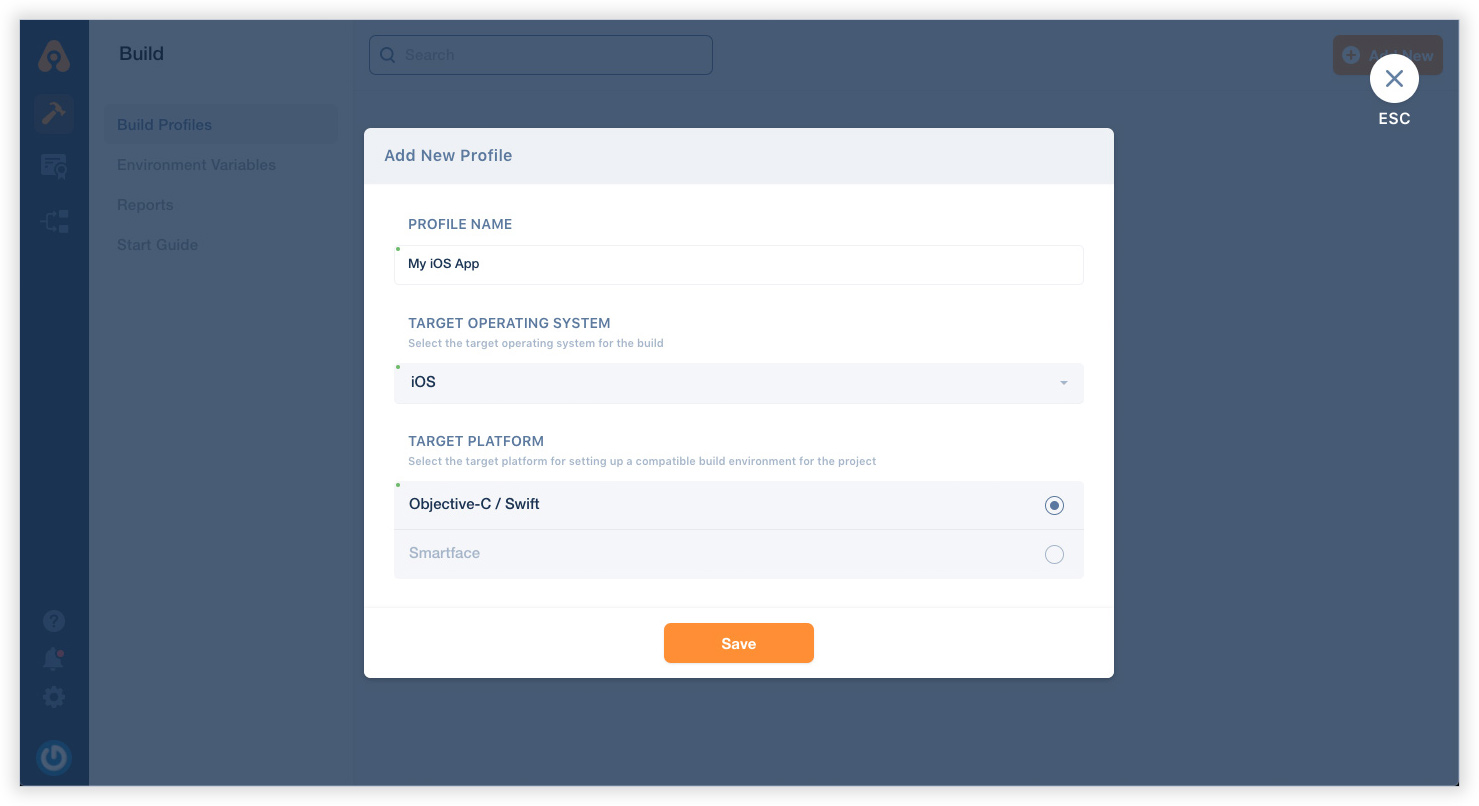 Build
Search
Add New
ESC
Build Profiles
Environment Variables
Reports
Start Guide
Add New Profile
PROFILE NAME
My iOS App
TARGET OPERATING SYSTEM
Select the target operating system for the build
iOS
TARGET PLATFORM
Select the target platform for setting up a compatible build environment for the project
Objective-C / Swift
Smartface
Save